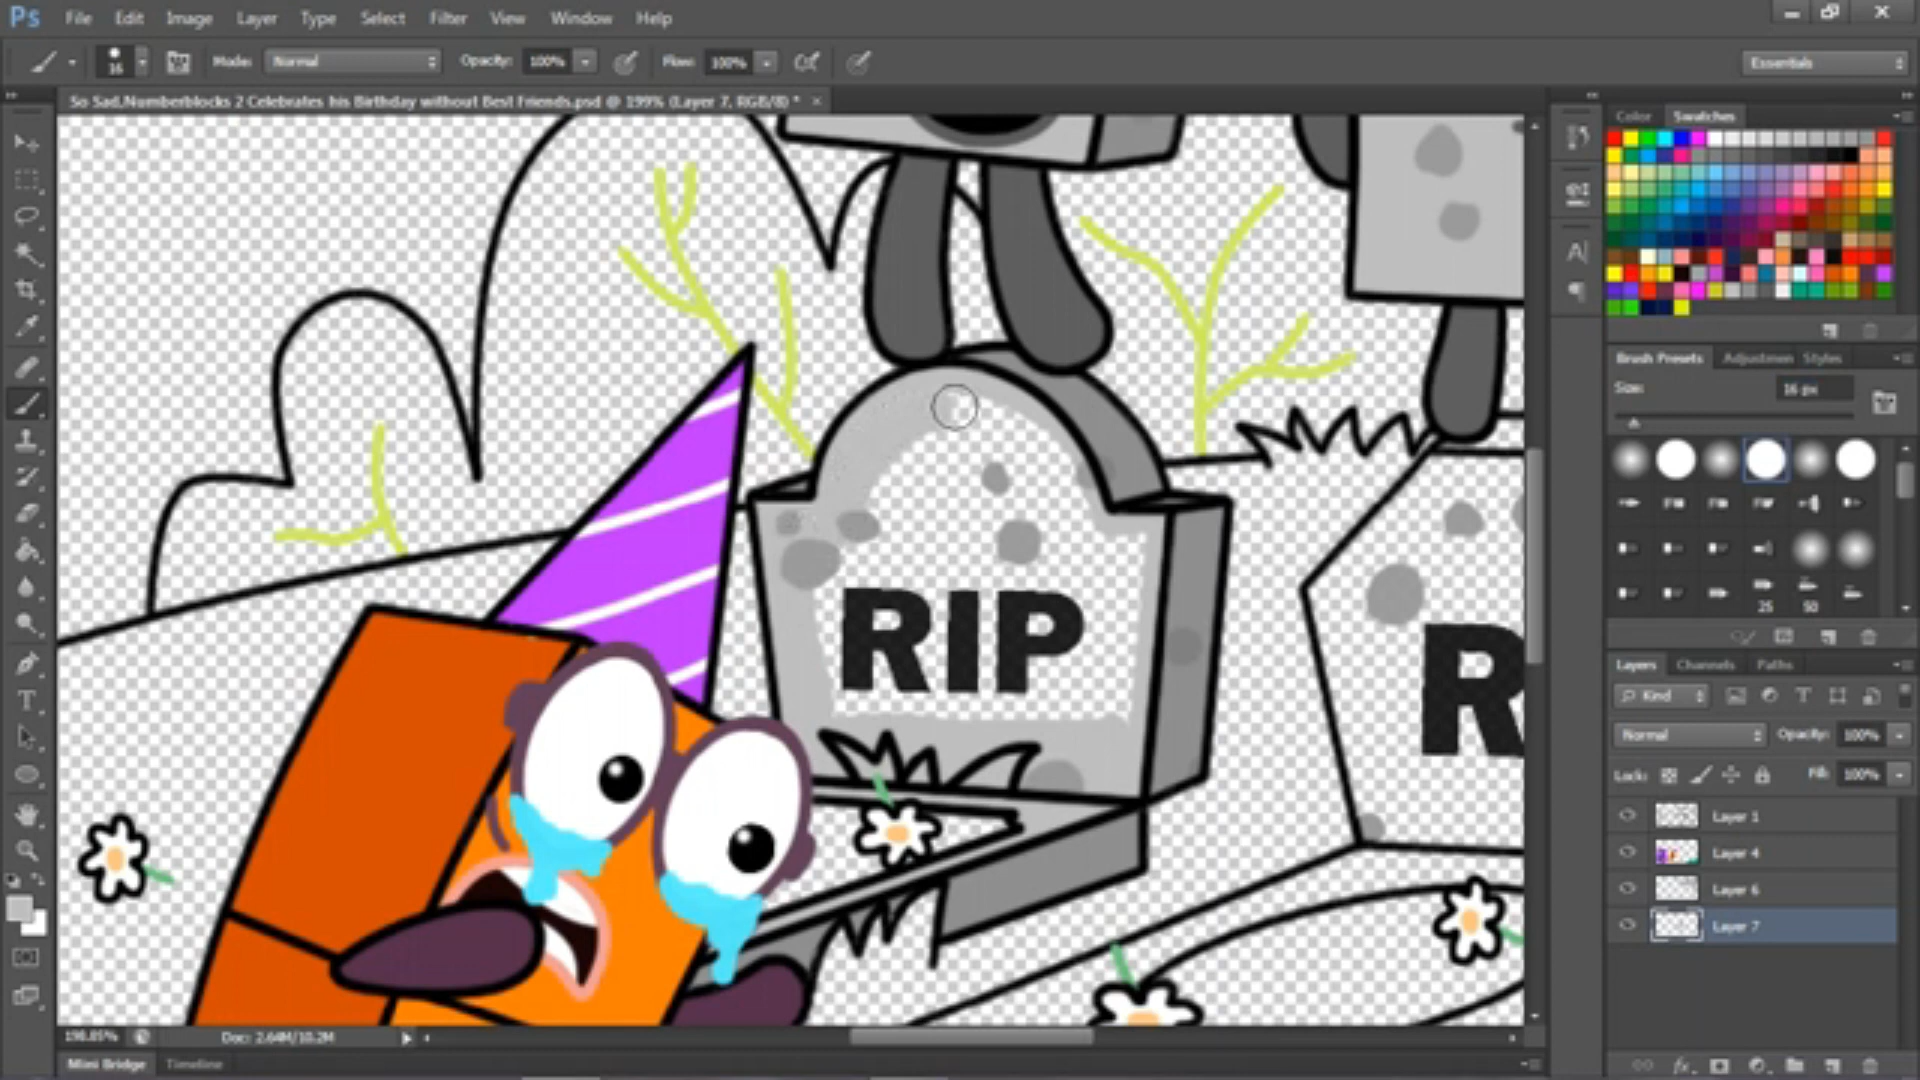 Ps File Edit Image Layer Type Select Filter View Window Help
16 Mode: Normal Opacity: 100% Flow: 100% Essentials
So Sad,Numberblocks 2 Celebrates his Birthday without Best Friends.psd @ 199% (Layer 7, RGB/8) *
Color Swatches
Brush Presets Adjustmen Styles
Size: 16 px
25 50
RIP
R
Layers Channels Paths
Kind
Normal Opacity: 100%
Lock: Fill: 100%
Layer 1
Layer 4
Layer 6
Layer 7
198.85% Doc: 2.64M/10.2M
Mini Bridge Timeline